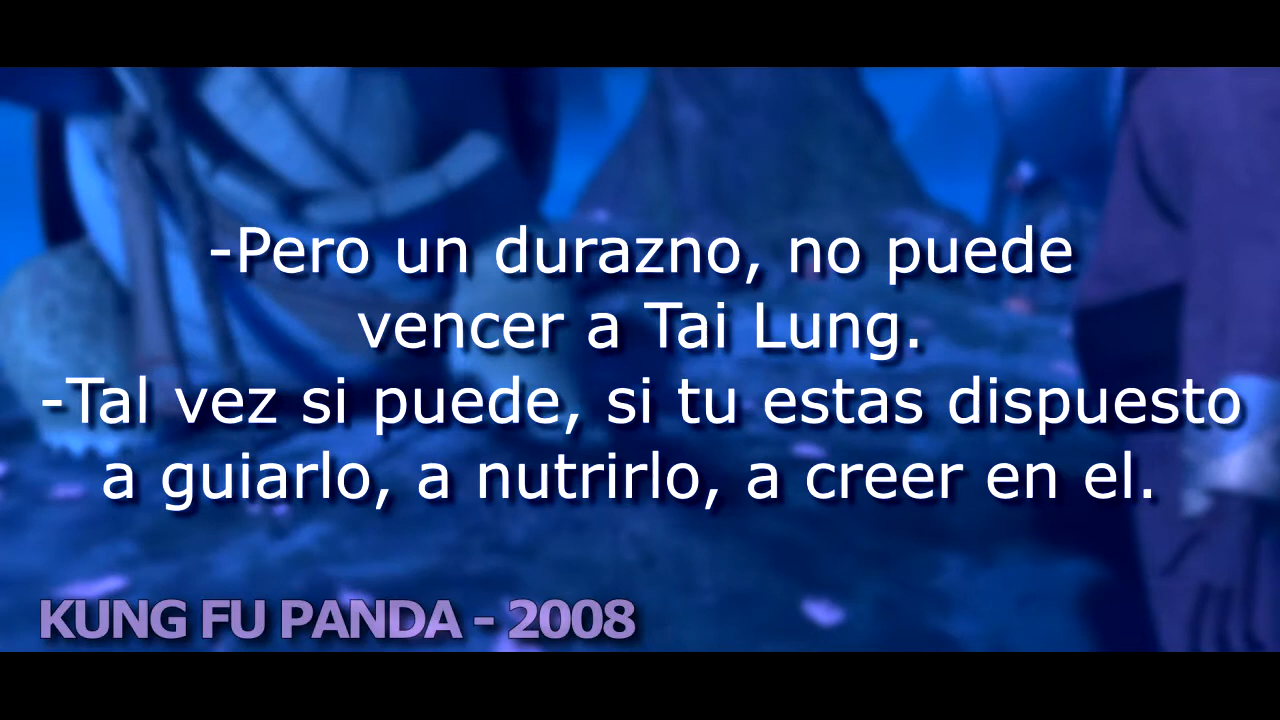 -Pero un durazno, no puede
vencer a Tai Lung.
-Tal vez si puede, si tu estas dispuesto
a guiarlo, a nutrirlo, a creer en el.
KUNG FU PANDA - 2008